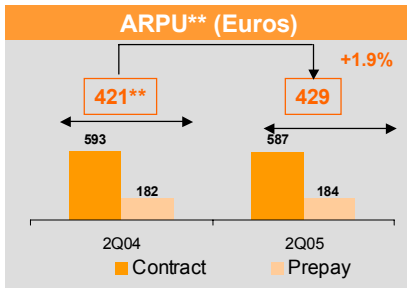 ARPU** (Euros)
+1.9%
421** 429
593 587
182 184
2Q04 2Q05
Contract Prepay